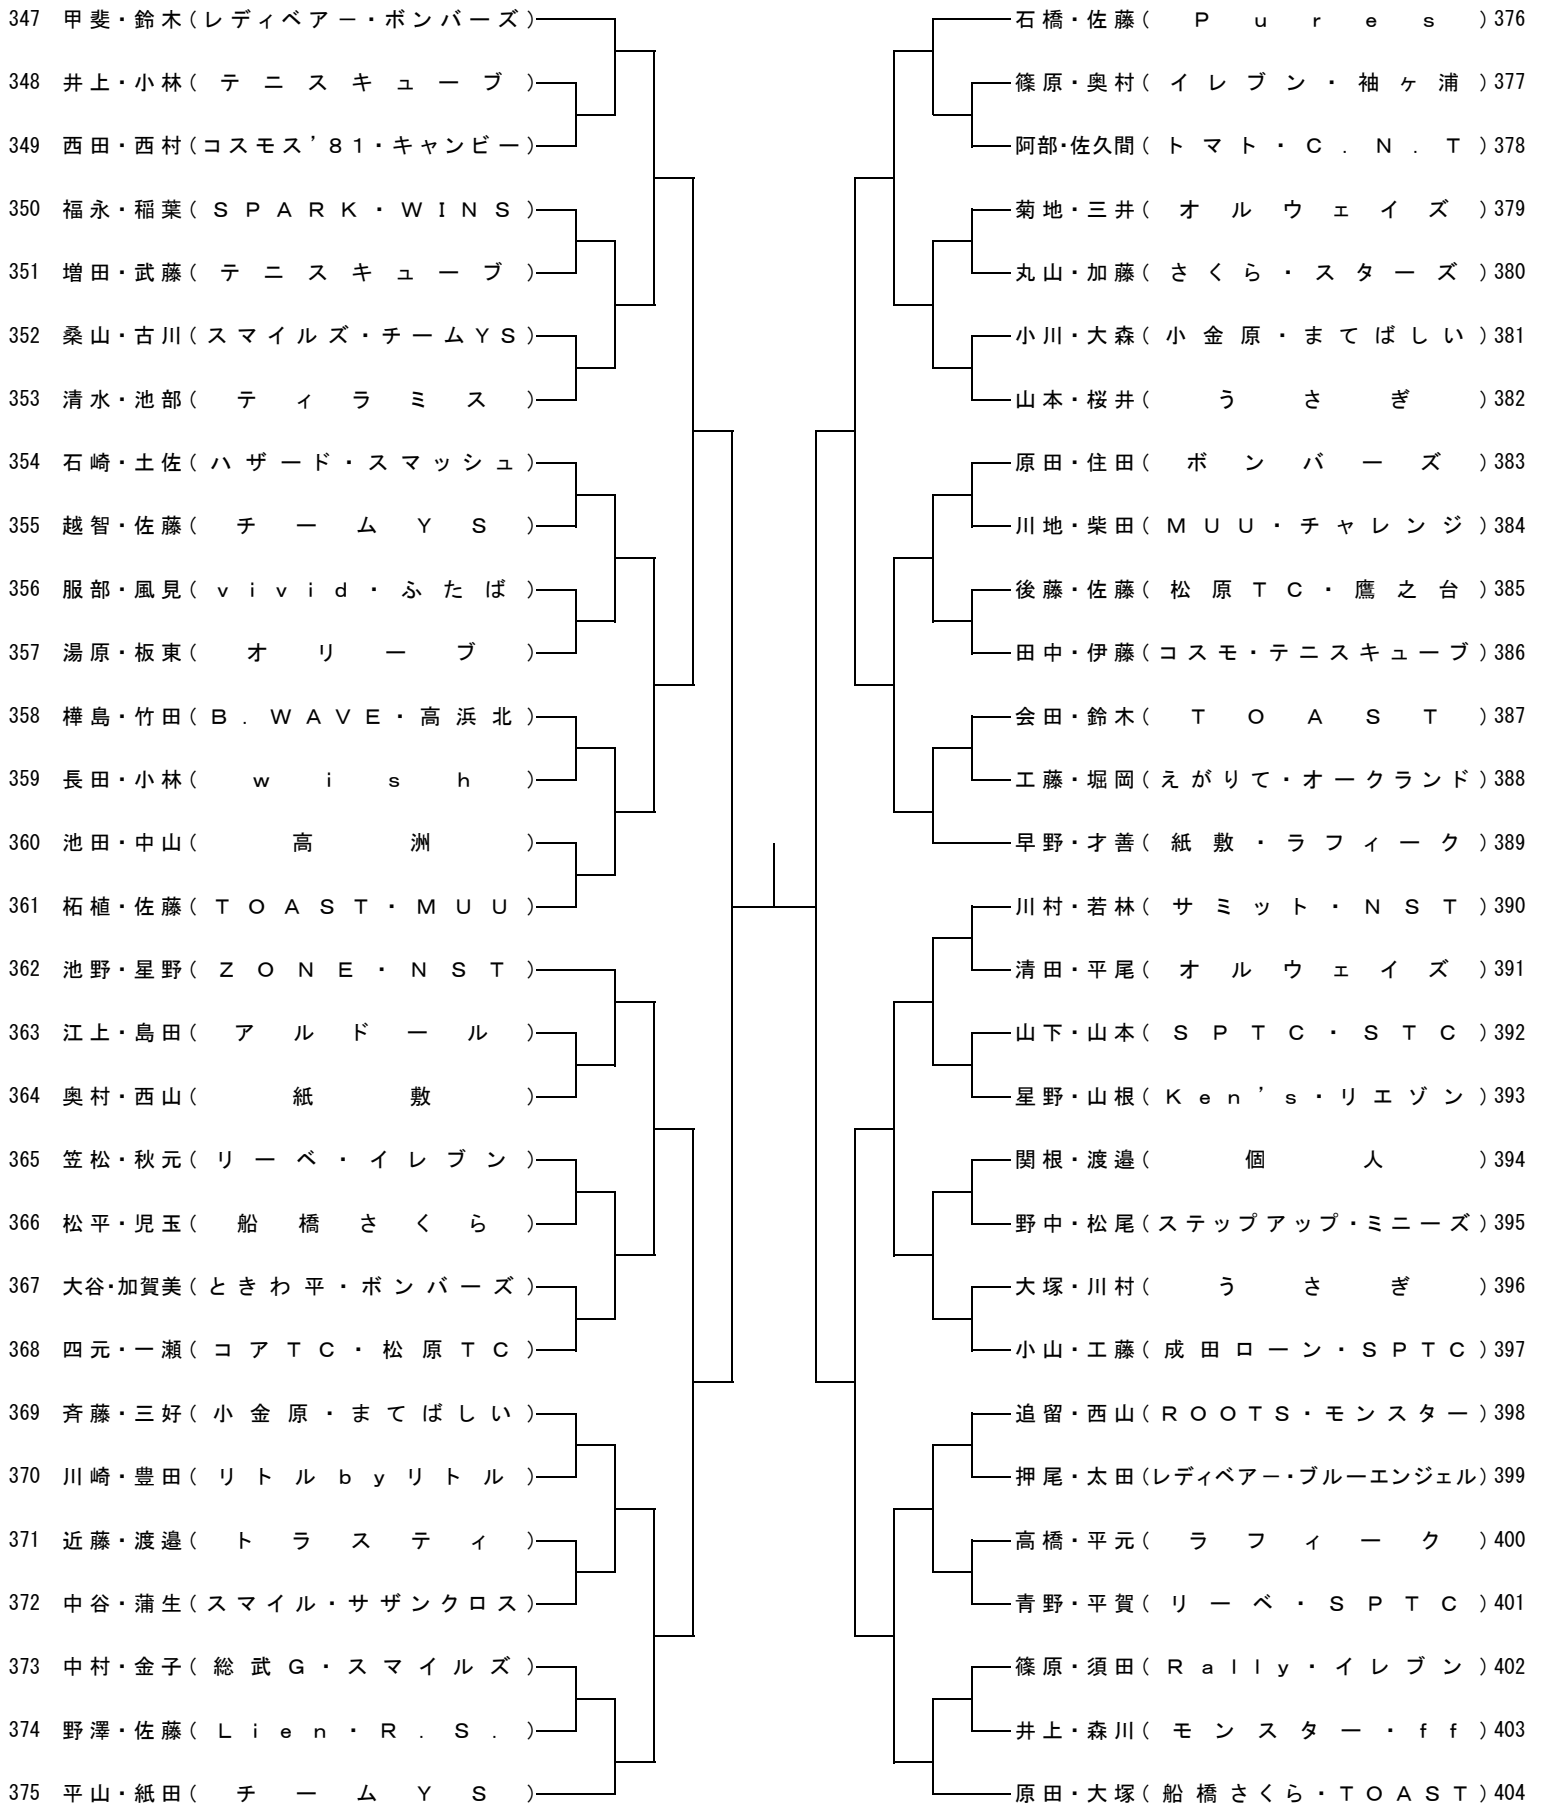 347 甲斐・鈴木(レディベアー・ボンバーズ)
348 井上・小林(テニスキューブ)
349 西田・西村(コスモス’81・キャンビー)
350 福永・稲葉(SPARK・WINS)
351 増田・武藤(テニスキューブ)
352 桑山・古川(スマイルズ・チームYS)
353 清水・池部(ティラミス)
354 石崎・土佐(ハザード・スマッシュ)
355 越智・佐藤(チームYS)
356 服部・風見(vivid・ふたば)
357 湯原・板東(オリーブ)
358 樺島・竹田(B.WAVE・高浜北)
359 長田・小林(wish)
360 池田・中山(高洲)
361 柘植・佐藤(TOAST・MUU)
362 池野・星野(ZONE・NST)
363 江上・島田(アルドール)
364 奥村・西山(紙敷)
365 笠松・秋元(リーベ・イレブン)
366 松平・児玉(船橋さくら)
367 大谷・加賀美(ときわ平・ボンバーズ)
368 四元・一瀬(コアTC・松原TC)
369 斉藤・三好(小金原・まてばしい)
370 川崎・豊田(リトルbyリトル)
371 近藤・渡邉(トラスティ)
372 中谷・蒲生(スマイル・サザンクロス)
373 中村・金子(総武G・スマイルズ)
374 野澤・佐藤(Lien・R.S.)
375 平山・紙田(チームYS)
石橋・佐藤(Pures)376
篠原・奥村(イレブン・袖ヶ浦)377
阿部・佐久間(トマト・C.N.T)378
菊地・三井(オルウェイズ)379
丸山・加藤(さくら・スターズ)380
小川・大森(小金原・まてばしい)381
山本・桜井(うさぎ)382
原田・住田(ボンバーズ)383
川地・柴田(MUU・チャレンジ)384
後藤・佐藤(松原TC・鷹之台)385
田中・伊藤(コスモ・テニスキューブ)386
会田・鈴木(TOAST)387
工藤・堀岡(えがりて・オークランド)388
早野・才善(紙敷・ラフィーク)389
川村・若林(サミット・NST)390
清田・平尾(オルウェイズ)391
山下・山本(SPTC・STC)392
星野・山根(Ken’s・リエゾン)393
関根・渡邉(個人)394
野中・松尾(ステップアップ・ミニーズ)395
大塚・川村(うさぎ)396
小山・工藤(成田ローン・SPTC)397
追留・西山(ROOTS・モンスター)398
押尾・太田(レディベアー・ブルーエンジェル)399
高橋・平元(ラフィーク)400
青野・平賀(リーベ・SPTC)401
篠原・須田(Rally・イレブン)402
井上・森川(モンスター・ff)403
原田・大塚(船橋さくら・TOAST)404